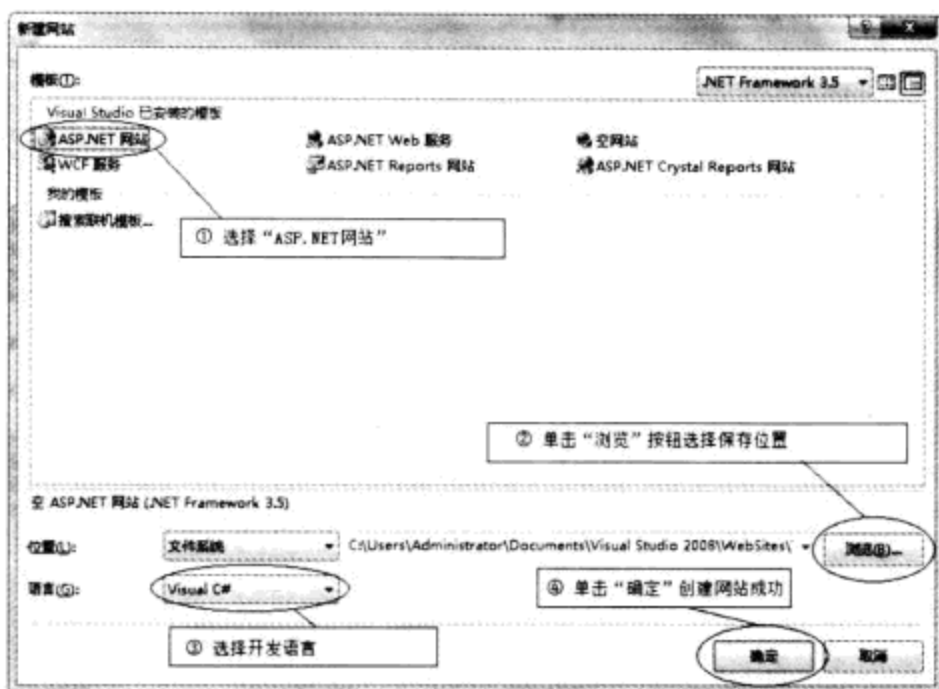 新建网站
模板(T):
.NET Framework 3.5
Visual Studio 已安装的模板
ASP.NET 网站
ASP.NET Web 服务
空网站
WCF 服务
ASP.NET Reports 网站
ASP.NET Crystal Reports 网站
我的模板
搜索联机模板...
① 选择“ASP.NET网站”
② 单击“浏览”按钮选择保存位置
空 ASP.NET 网站 (.NET Framework 3.5)
位置(L):
文件系统
C:\Users\Administrator\Documents\Visual Studio 2008\WebSites\
浏览(B)...
语言(G):
Visual C#
④ 单击“确定”创建网站成功
③ 选择开发语言
确定
取消